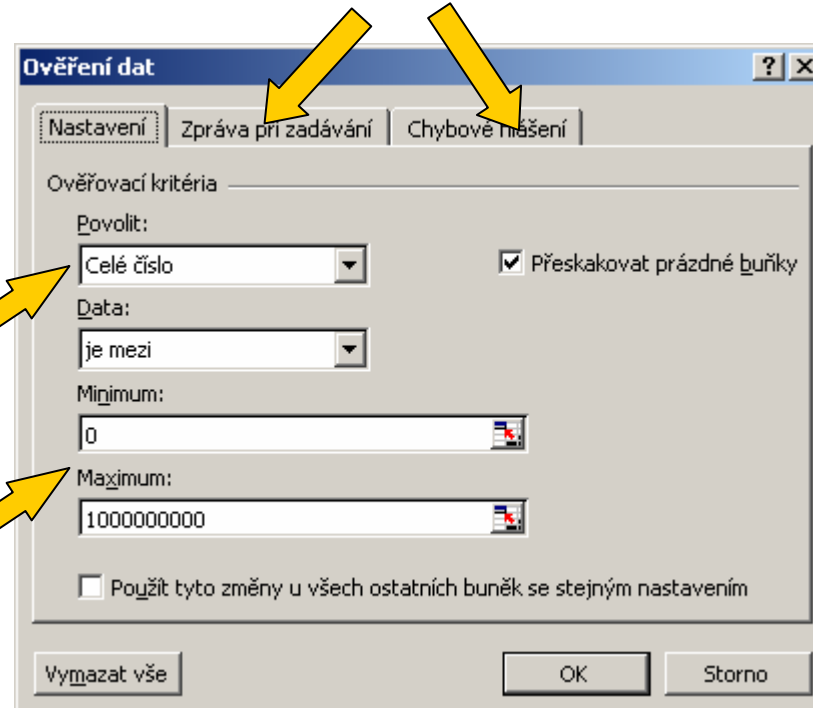 Ověření dat
Nastavení Zpráva při zadávání Chybové hlášení
Ověřovací kritéria
Povolit:
Celé číslo Přeskakovat prázdné buňky
Data:
je mezi
Minimum:
0
Maximum:
1000000000
Použít tyto změny u všech ostatních buněk se stejným nastavením
Vymazat vše OK Storno